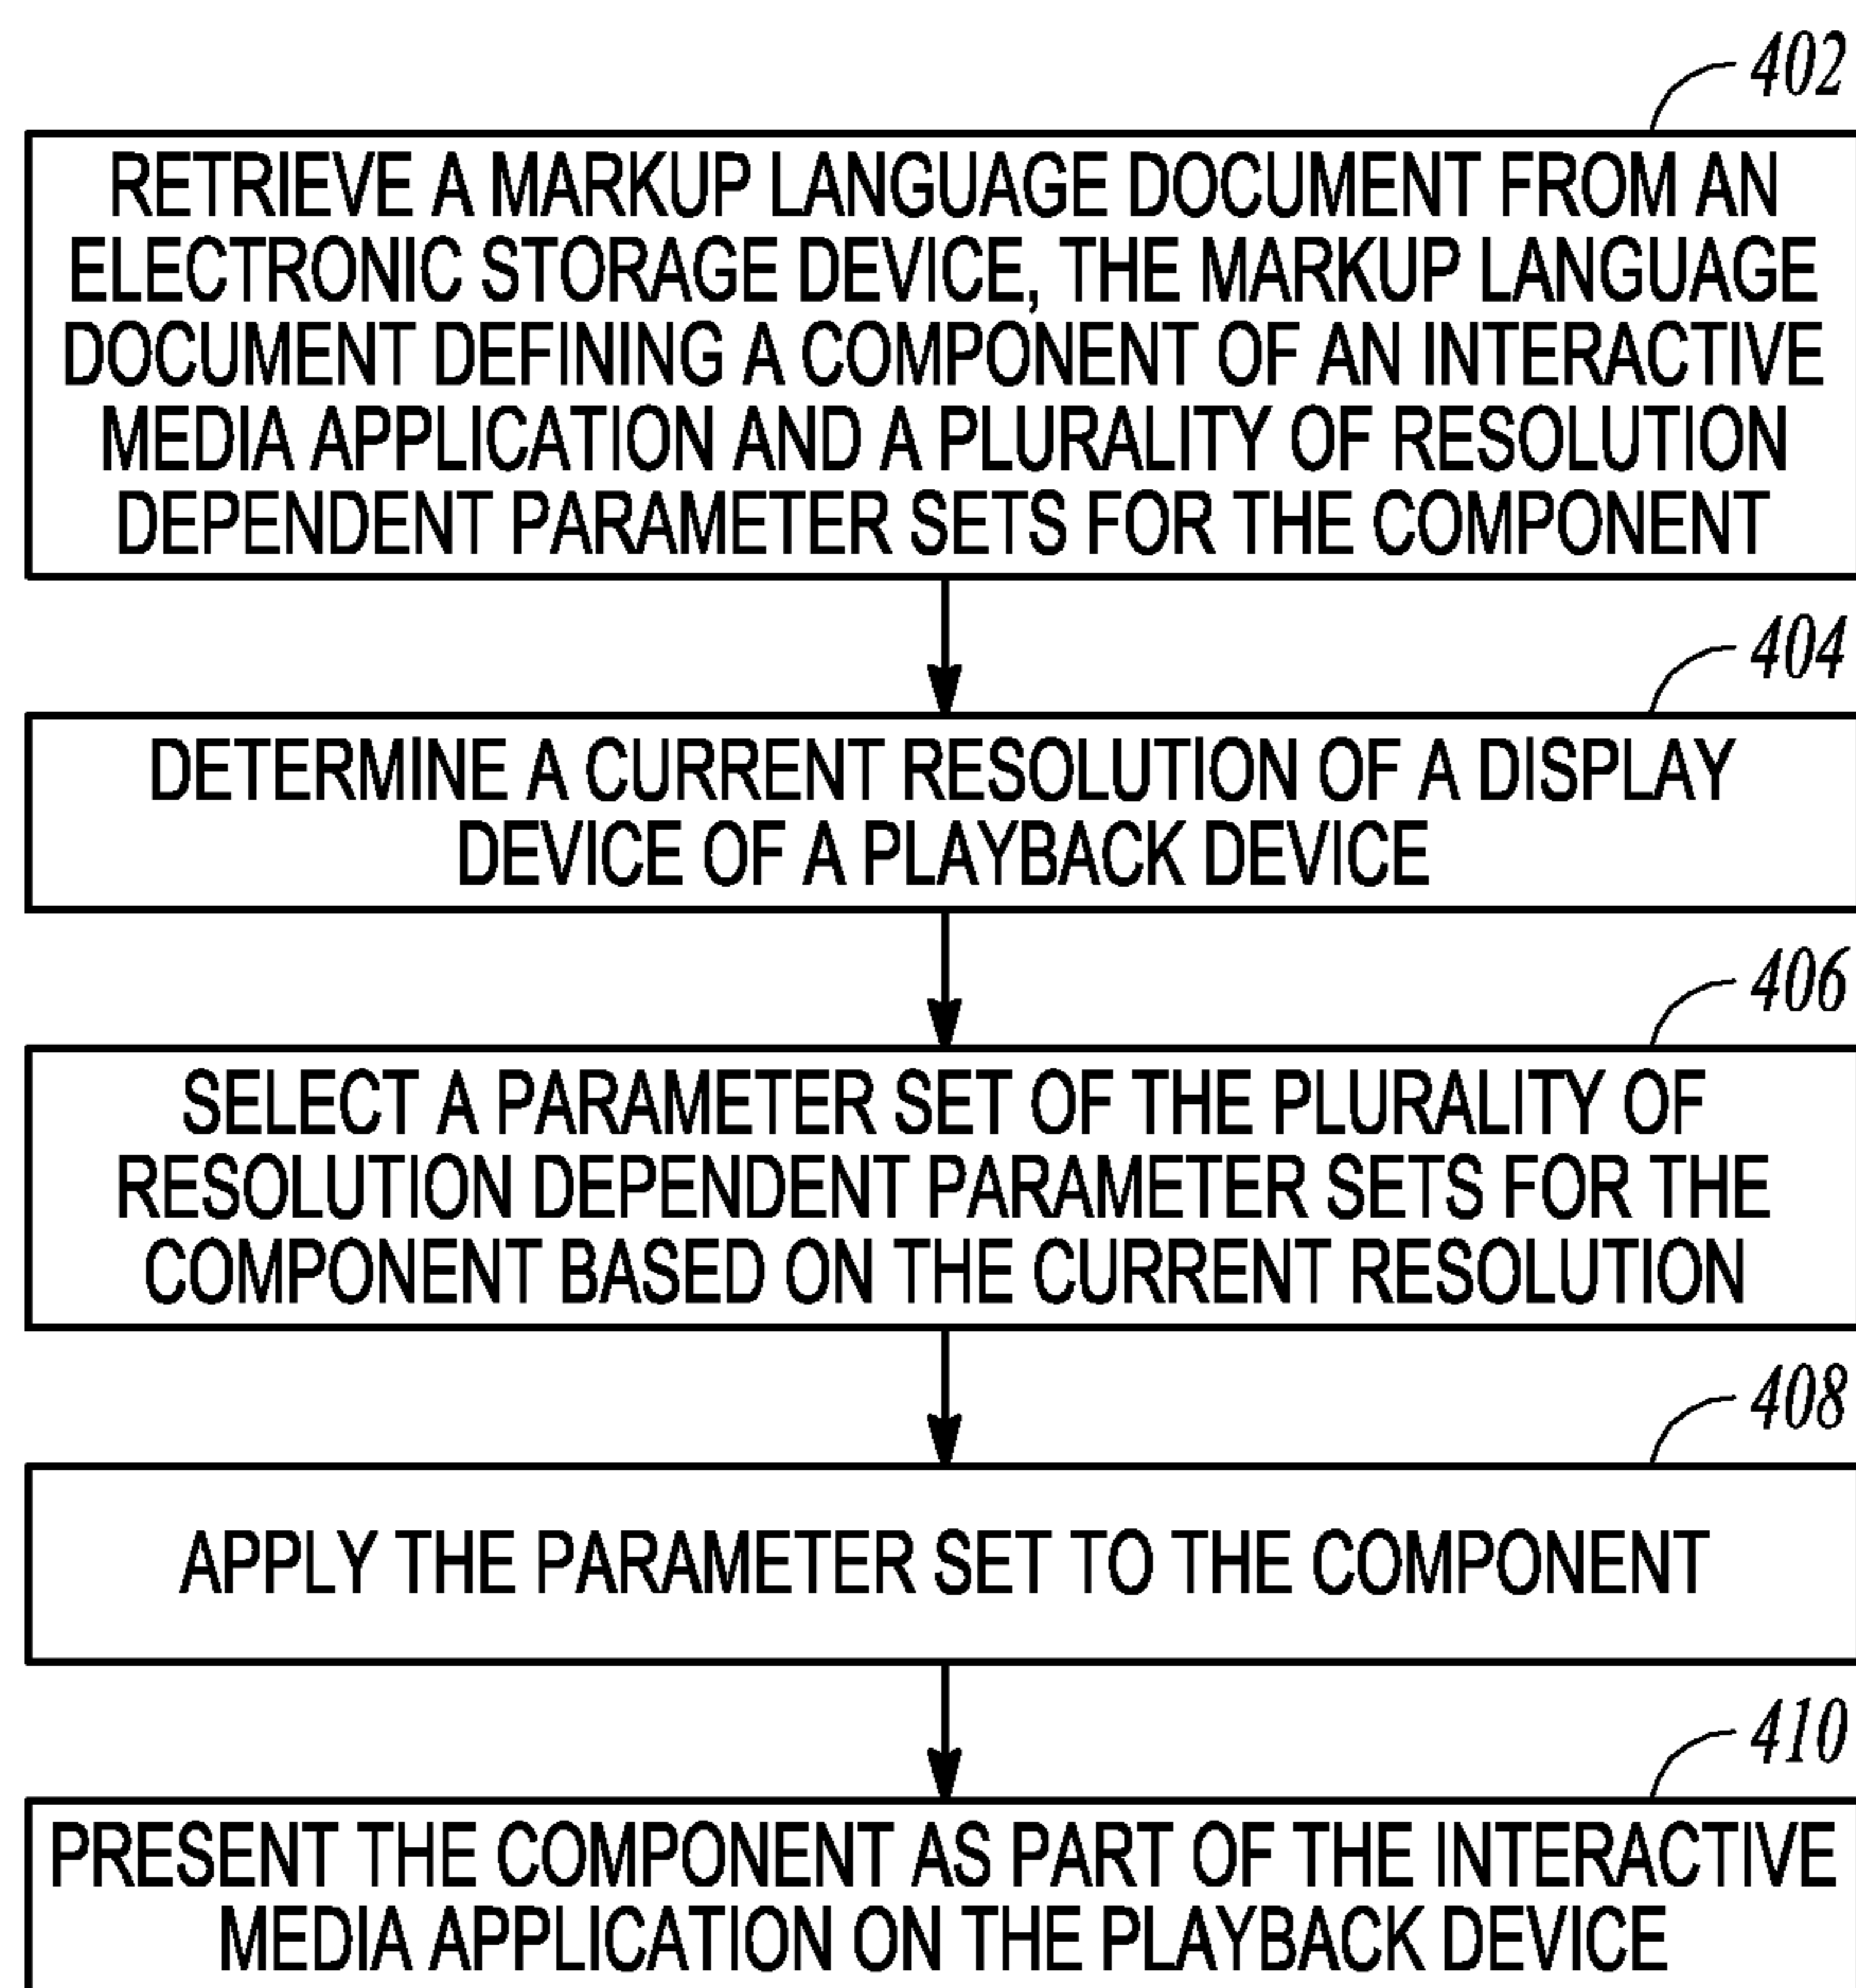 402
RETRIEVE A MARKUP LANGUAGE DOCUMENT FROM AN
ELECTRONIC STORAGE DEVICE, THE MARKUP LANGUAGE
DOCUMENT DEFINING A COMPONENT OF AN INTERACTIVE
MEDIA APPLICATION AND A PLURALITY OF RESOLUTION
DEPENDENT PARAMETER SETS FOR THE COMPONENT
404
DETERMINE A CURRENT RESOLUTION OF A DISPLAY
DEVICE OF A PLAYBACK DEVICE
406
SELECT A PARAMETER SET OF THE PLURALITY OF
RESOLUTION DEPENDENT PARAMETER SETS FOR THE
COMPONENT BASED ON THE CURRENT RESOLUTION
408
APPLY THE PARAMETER SET TO THE COMPONENT
410
PRESENT THE COMPONENT AS PART OF THE INTERACTIVE
MEDIA APPLICATION ON THE PLAYBACK DEVICE